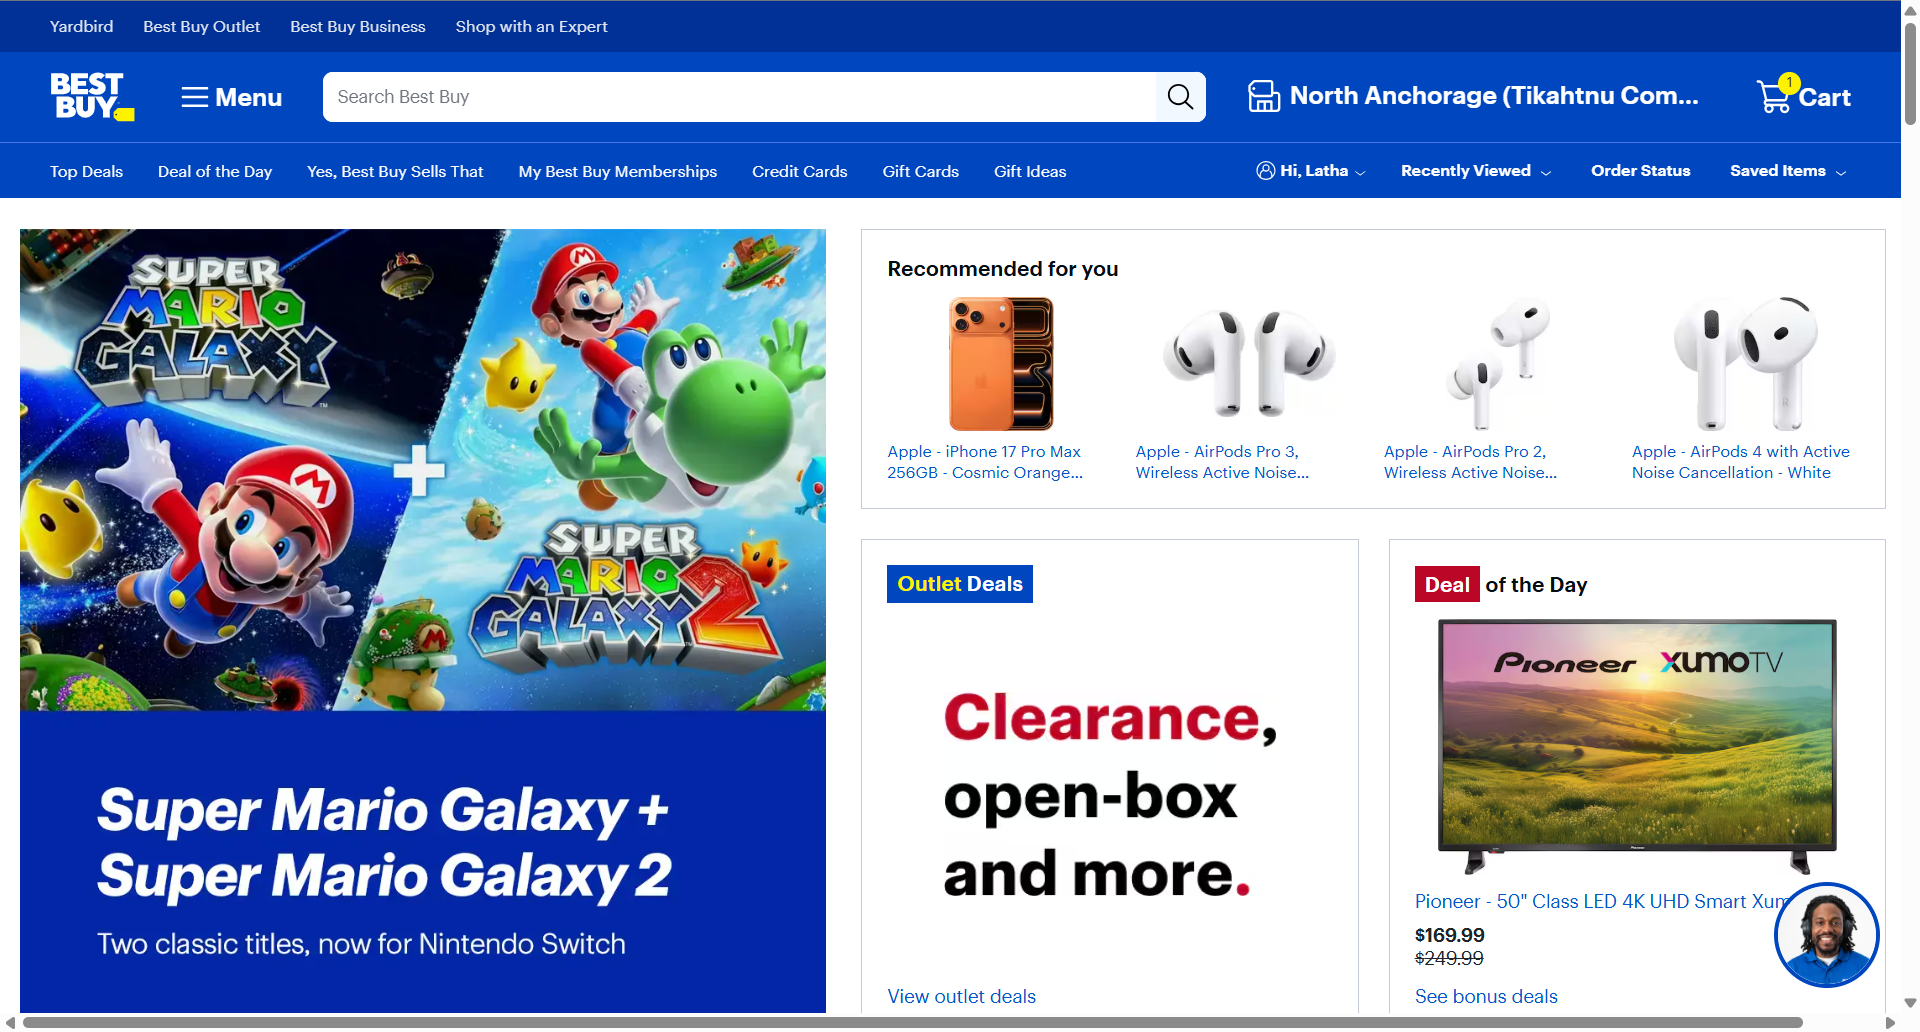 Yardbird
Best Buy Outlet
Best Buy Business
Shop with an Expert
BEST
BUY
Menu
Search Best Buy
North Anchorage (Tikahtnu Com...
1
Cart
Top Deals
Deal of the Day
Yes, Best Buy Sells That
My Best Buy Memberships
Credit Cards
Gift Cards
Gift Ideas
Hi, Latha
Recently Viewed
Order Status
Saved Items
SUPER
MARIO
GALAXY
TM
+
SUPER
MARIO
GALAXY 2
Super Mario Galaxy +
Super Mario Galaxy 2
Two classic titles, now for Nintendo Switch
Recommended for you
Apple - iPhone 17 Pro Max
256GB - Cosmic Orange...
Apple - AirPods Pro 3,
Wireless Active Noise...
Apple - AirPods Pro 2,
Wireless Active Noise...
Apple - AirPods 4 with Active
Noise Cancellation - White
Outlet Deals
Clearance,
open-box
and more.
View outlet deals
Deal of the Day
Pioneer XUMO TV
Pioneer - 50" Class LED 4K UHD Smart Xum
$169.99
$249.99
See bonus deals